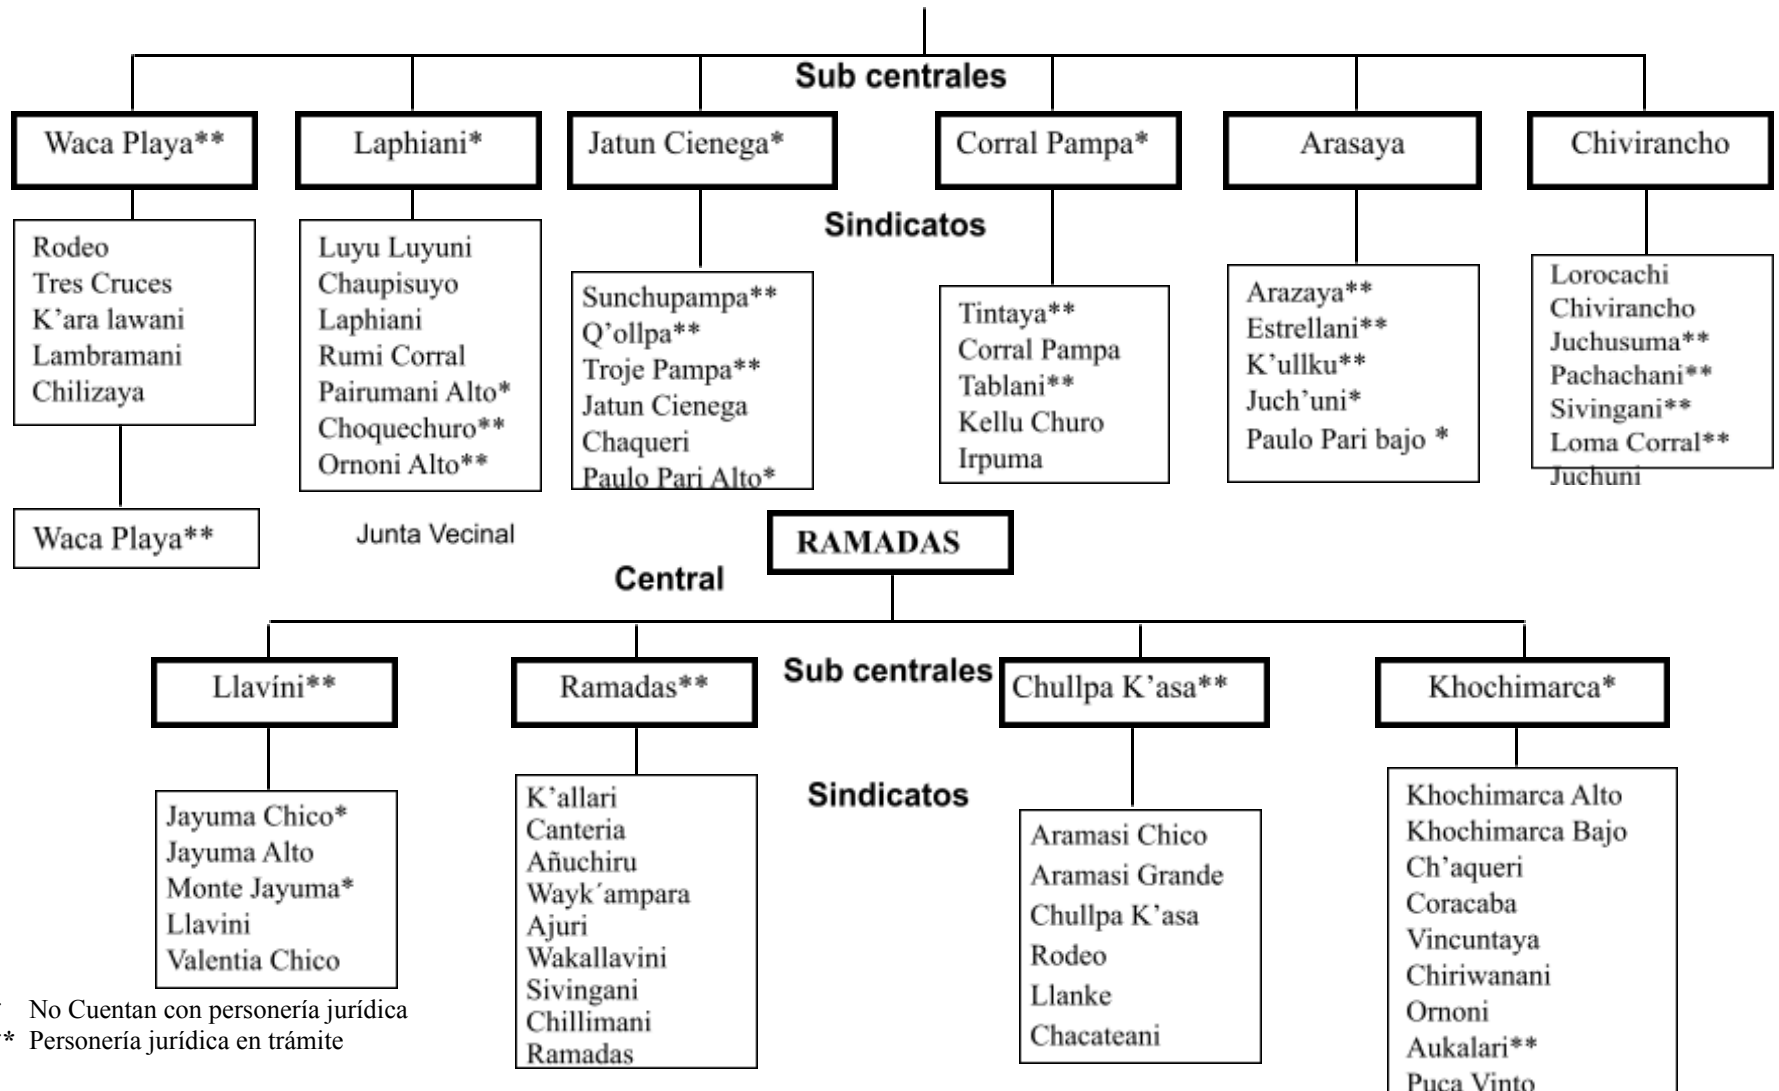 Sub centrales
Waca Playa**
Laphiani*
Jatun Cienega*
Corral Pampa*
Arasaya
Chivirancho
Sindicatos
Rodeo
Tres Cruces
K’ara lawani
Lambramani
Chilizaya
Luyu Luyuni
Chaupisuyo
Laphiani
Rumi Corral
Pairumani Alto*
Choquechuro**
Ornoni Alto**
Sunchupampa**
Q’ollpa**
Troje Pampa**
Jatun Cienega
Chaqueri
Paulo Pari Alto*
Tintaya**
Corral Pampa
Tablani**
Kellu Churo
Irpuma
Arazaya**
Estrellani**
K’ullku**
Juch’uni*
Paulo Pari bajo *
Lorocachi
Chivirancho
Juchusuma**
Pachachani**
Sivingani**
Loma Corral**
Juchuni
Waca Playa**
Junta Vecinal
RAMADAS
Central
Sub centrales
Llavíni**
Ramadas**
Chullpa K’asa**
Khochimarca*
Sindicatos
Jayuma Chico*
Jayuma Alto
Monte Jayuma*
Llavini
Valentia Chico
K’allari
Canteria
Añuchiru
Wayk´ampara
Ajuri
Wakallavini
Sivingani
Chillimani
Ramadas
Aramasi Chico
Aramasi Grande
Chullpa K’asa
Rodeo
Llanke
Chacateani
Khochimarca Alto
Khochimarca Bajo
Ch’aqueri
Coracaba
Vincuntaya
Chiriwanani
Ornoni
Aukalari**
Puca Vinto
* No Cuentan con personería jurídica
** Personería jurídica en trámite